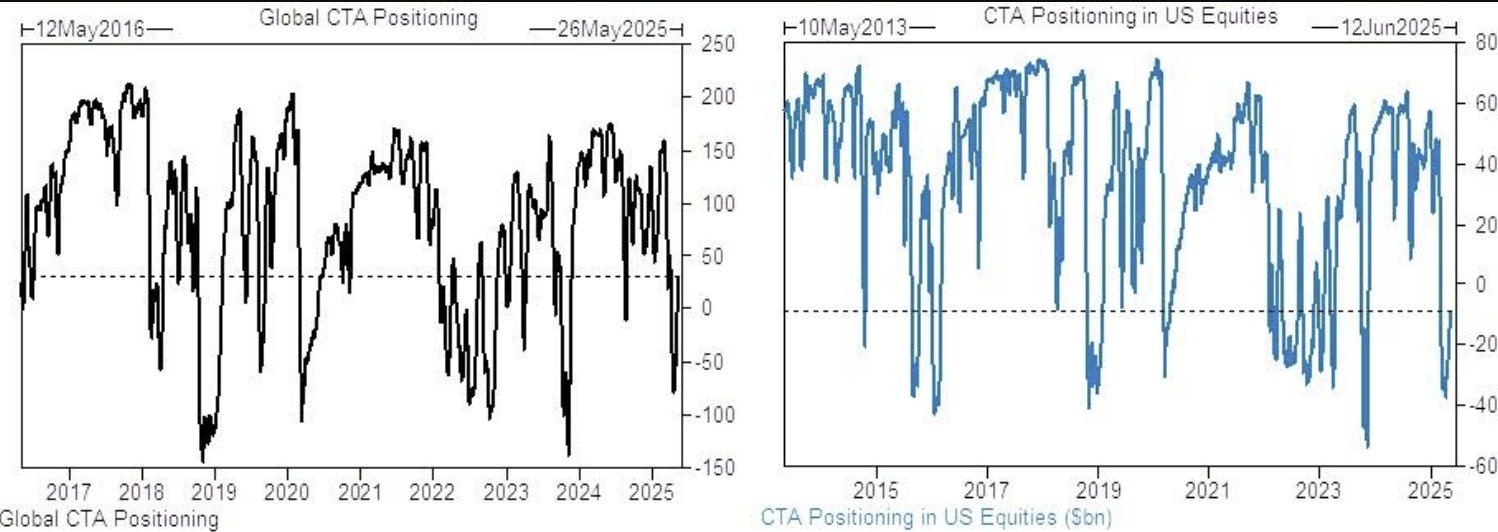 Global CTA Positioning
12May2016
26May2025
250
200
150
100
50
0
-50
-100
-150
2017 2018 2019 2020 2021 2022 2023 2024 2025
Global CTA Positioning
CTA Positioning in US Equities
10May2013
12Jun2025
80
60
40
20
0
-20
-40
-60
2015 2017 2019 2021 2023 2025
CTA Positioning in US Equities ($bn)